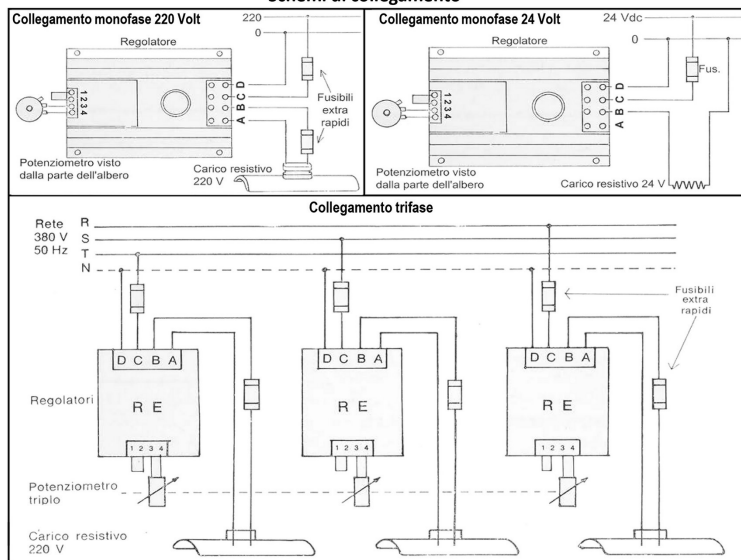 Schemi di collegamento
Collegamento monofase 220 Volt
220
0
Regolatore
1
2
3
4
D
C
B
A
Fusibili
extra
rapidi
Potenziometro visto
dalla parte dell'albero
Carico resistivo
220 V
Collegamento monofase 24 Volt
24 Vdc
0
Regolatore
1
2
3
4
D
C
B
A
Fus.
Potenziometro visto
dalla parte dell'albero
Carico resistivo 24 V
Collegamento trifase
Rete
380 V
50 Hz
R
S
T
N
Fusibili
extra
rapidi
D C B A
D C B A
D C B A
Regolatori
R E
R E
R E
1 2 3 4
1 2 3 4
1 2 3 4
Potenziometro
triplo
Carico resistivo
220 V